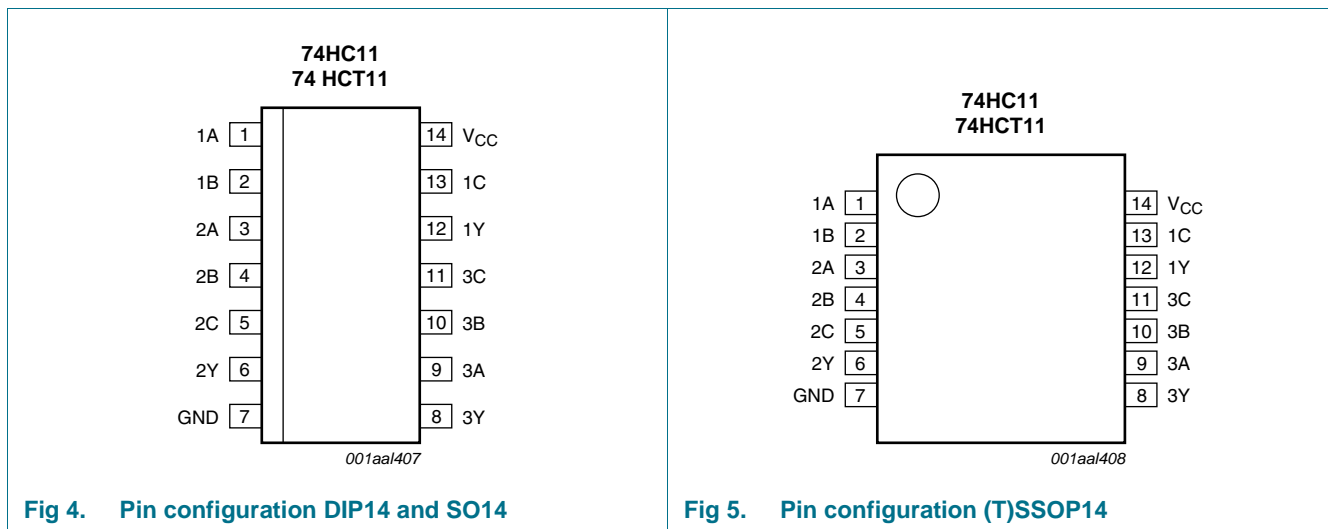 74HC11
74 HCT11
1A 1 14 VCC
1B 2 13 1C
2A 3 12 1Y
2B 4 11 3C
2C 5 10 3B
2Y 6 9 3A
GND 7 8 3Y
001aal407
Fig 4. Pin configuration DIP14 and SO14
74HC11
74HCT11
1A 1 14 VCC
1B 2 13 1C
2A 3 12 1Y
2B 4 11 3C
2C 5 10 3B
2Y 6 9 3A
GND 7 8 3Y
001aal408
Fig 5. Pin configuration (T)SSOP14